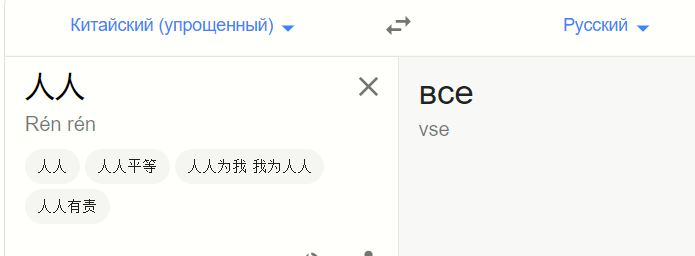 Китайский (упрощенный) Русский
人人
Rén rén
人人 人人平等 人人为我 我为人人
人人有责
все
vse